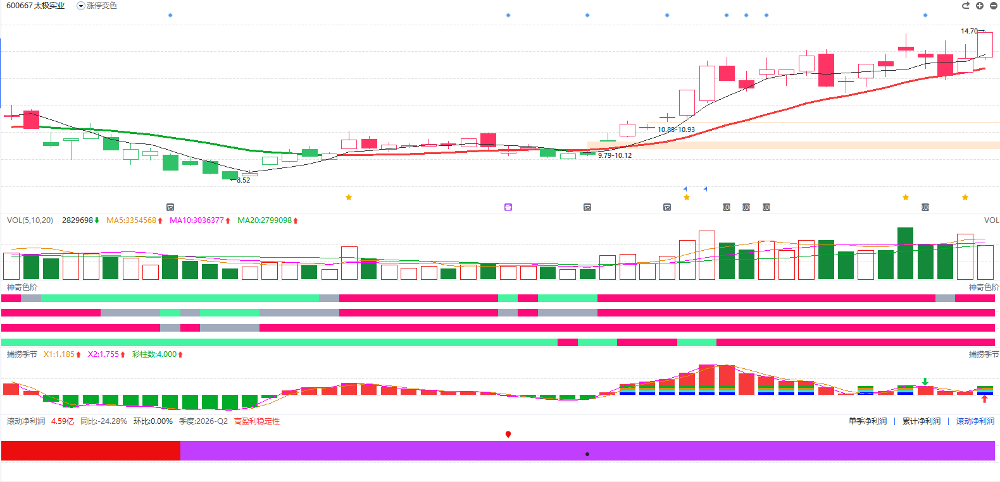 600667 太极实业 涨停变色
14.70
10.85-10.93
9.79-10.12
8.52
VOL(5,10,20) 2829698 MA5:3354568 MA10:3036377 MA20:2799098 VOL
神奇色阶 神奇色阶
捕捞季节 X1:1.185 X2:1.755 彩柱数:4.000 捕捞季节
滚动净利润 4.59亿 同比:-24.28% 环比:0.00% 季度:2026-Q2 高盈利稳定性 单季净利润 | 累计净利润 | 滚动净利润